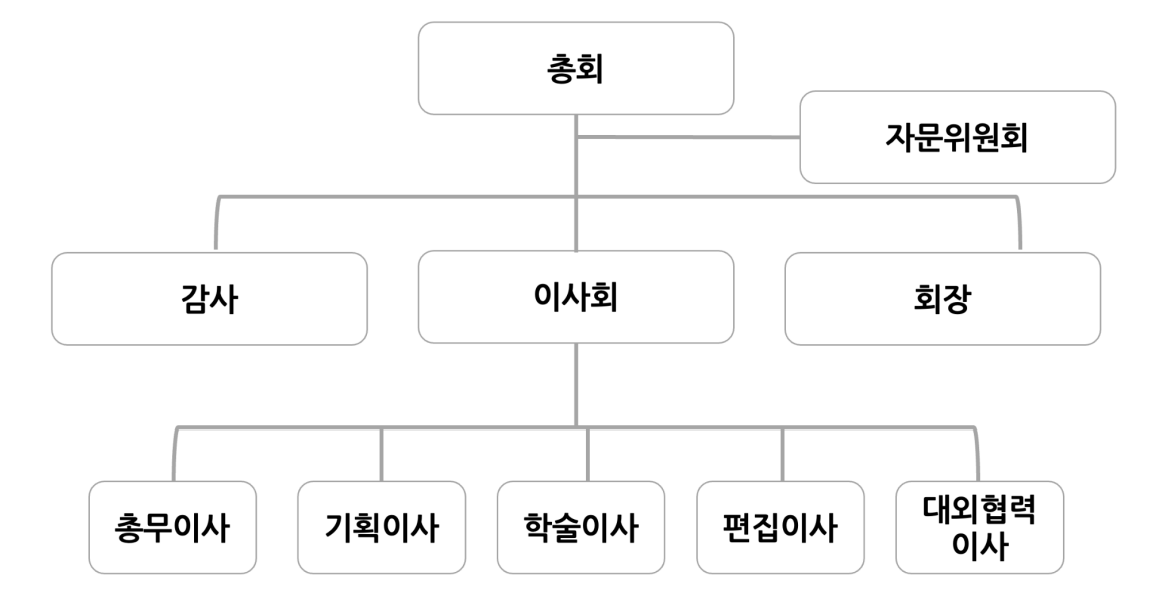 총회
자문위원회
감사
이사회
회장
총무이사
기획이사
학술이사
편집이사
대외협력
이사